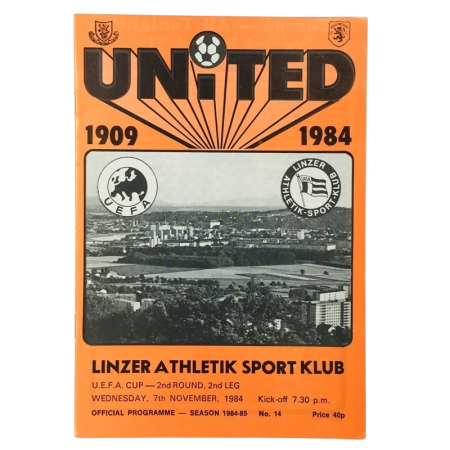 UNiTED
1909 1984
UEFA
LINZER
ATHLETIK-SPORT-KLUB
LINZER ATHLETIK SPORT KLUB
U.E.F.A. CUP — 2nd ROUND, 2nd LEG
WEDNESDAY, 7th NOVEMBER, 1984 Kick-off 7.30 p.m.
OFFICIAL PROGRAMME — SEASON 1984-85 No. 14 Price 40p